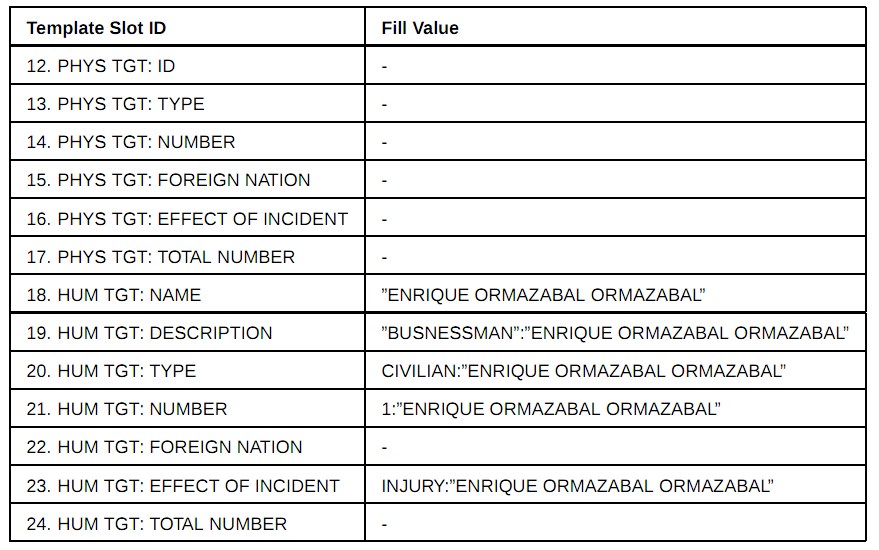 Template Slot ID Fill Value
12. PHYS TGT: ID -
13. PHYS TGT: TYPE -
14. PHYS TGT: NUMBER -
15. PHYS TGT: FOREIGN NATION -
16. PHYS TGT: EFFECT OF INCIDENT -
17. PHYS TGT: TOTAL NUMBER -
18. HUM TGT: NAME ”ENRIQUE ORMAZABAL ORMAZABAL”
19. HUM TGT: DESCRIPTION ”BUSNESSMAN”:”ENRIQUE ORMAZABAL ORMAZABAL”
20. HUM TGT: TYPE CIVILIAN:”ENRIQUE ORMAZABAL ORMAZABAL”
21. HUM TGT: NUMBER 1:”ENRIQUE ORMAZABAL ORMAZABAL”
22. HUM TGT: FOREIGN NATION -
23. HUM TGT: EFFECT OF INCIDENT INJURY:”ENRIQUE ORMAZABAL ORMAZABAL”
24. HUM TGT: TOTAL NUMBER -